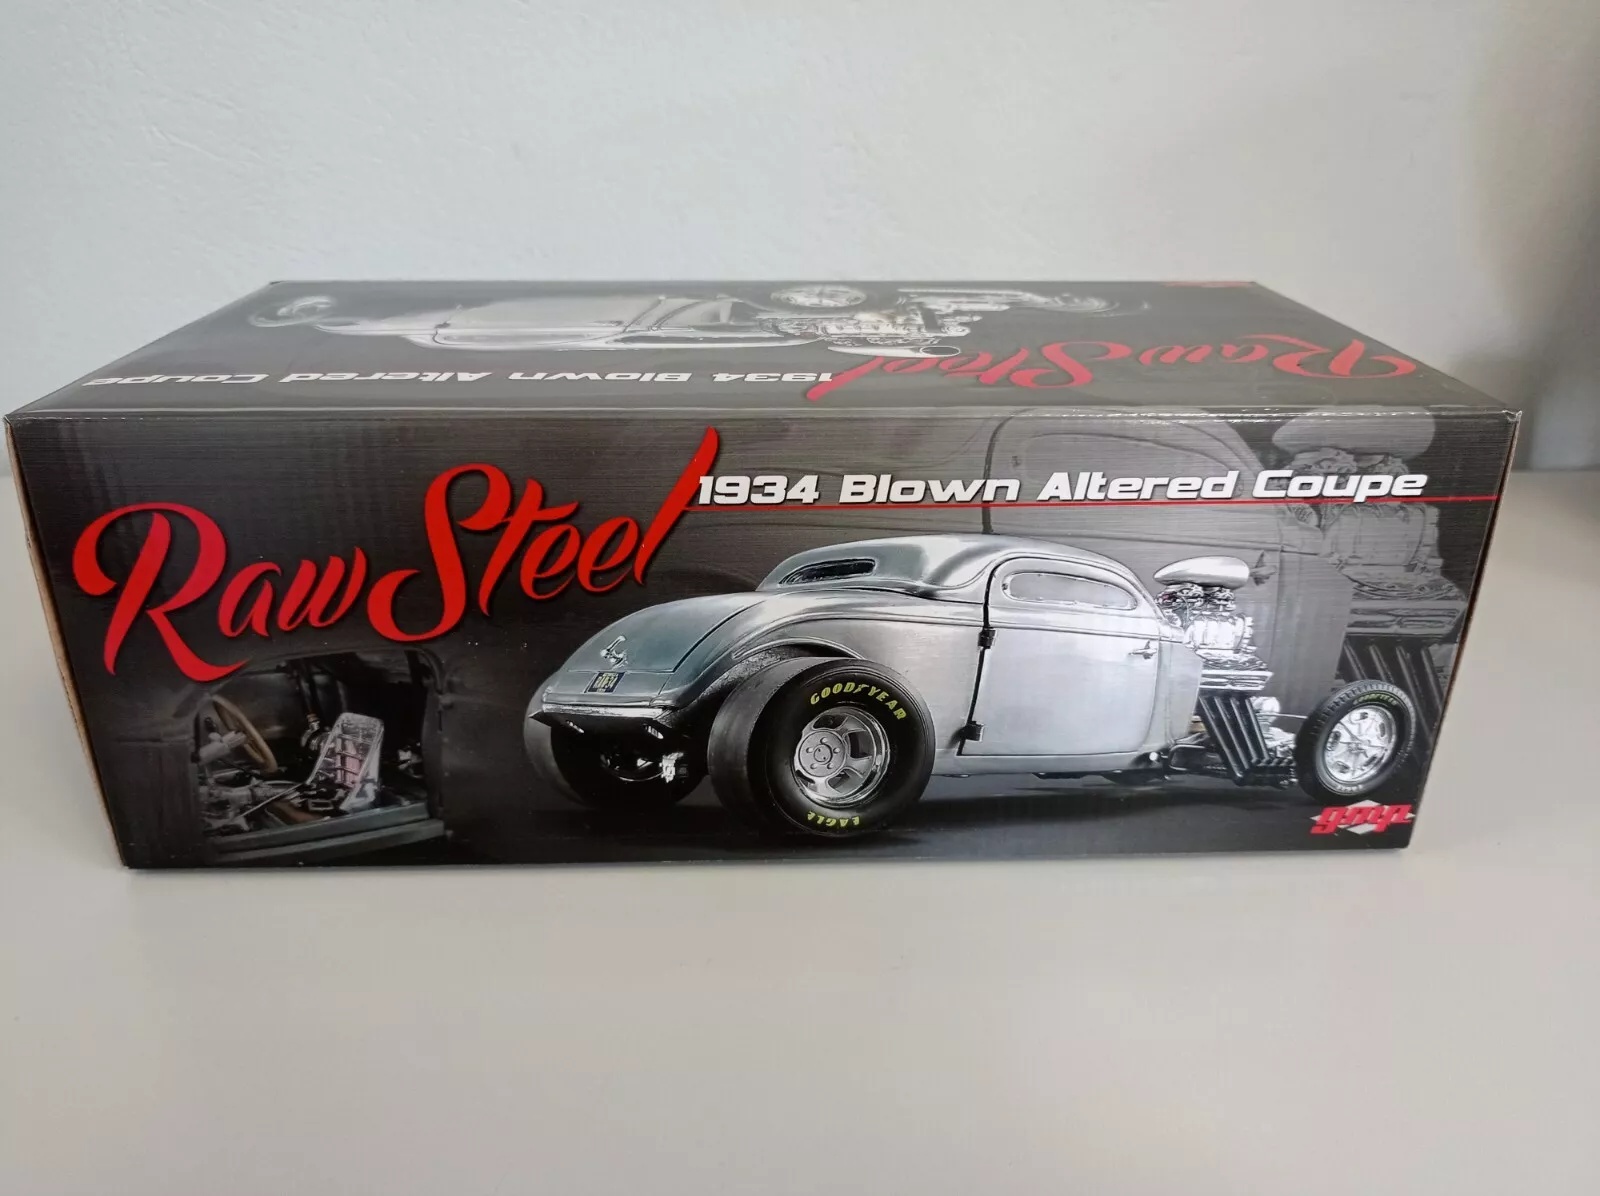 Raw Steel
1934 Blown Altered Coupe
Raw Steel
1934 Blown Altered Coupe
GOODYEAR
EAGLE
gmp